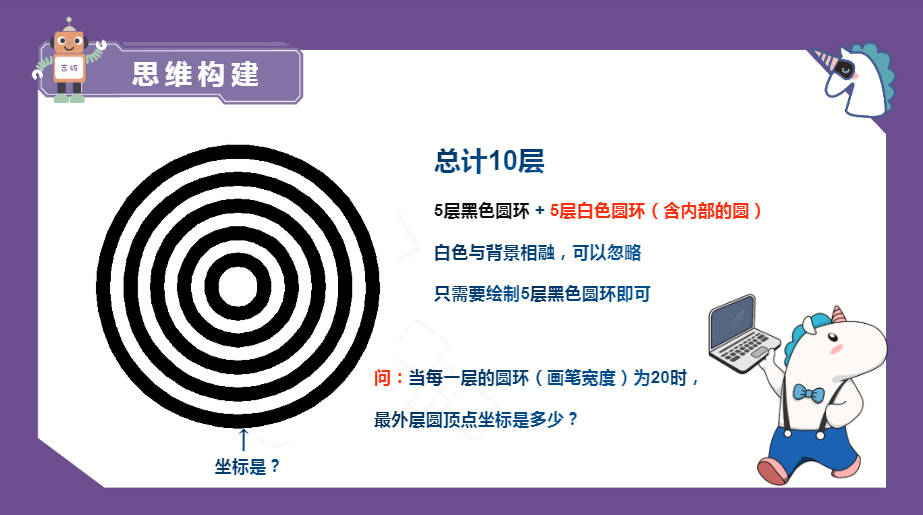 思维构建
总计10层
5层黑色圆环 + 5层白色圆环（含内部的圆）
白色与背景相融，可以忽略
只需要绘制5层黑色圆环即可
问：当每一层的圆环（画笔宽度）为20时，
最外层圆顶点坐标是多少？
坐标是？